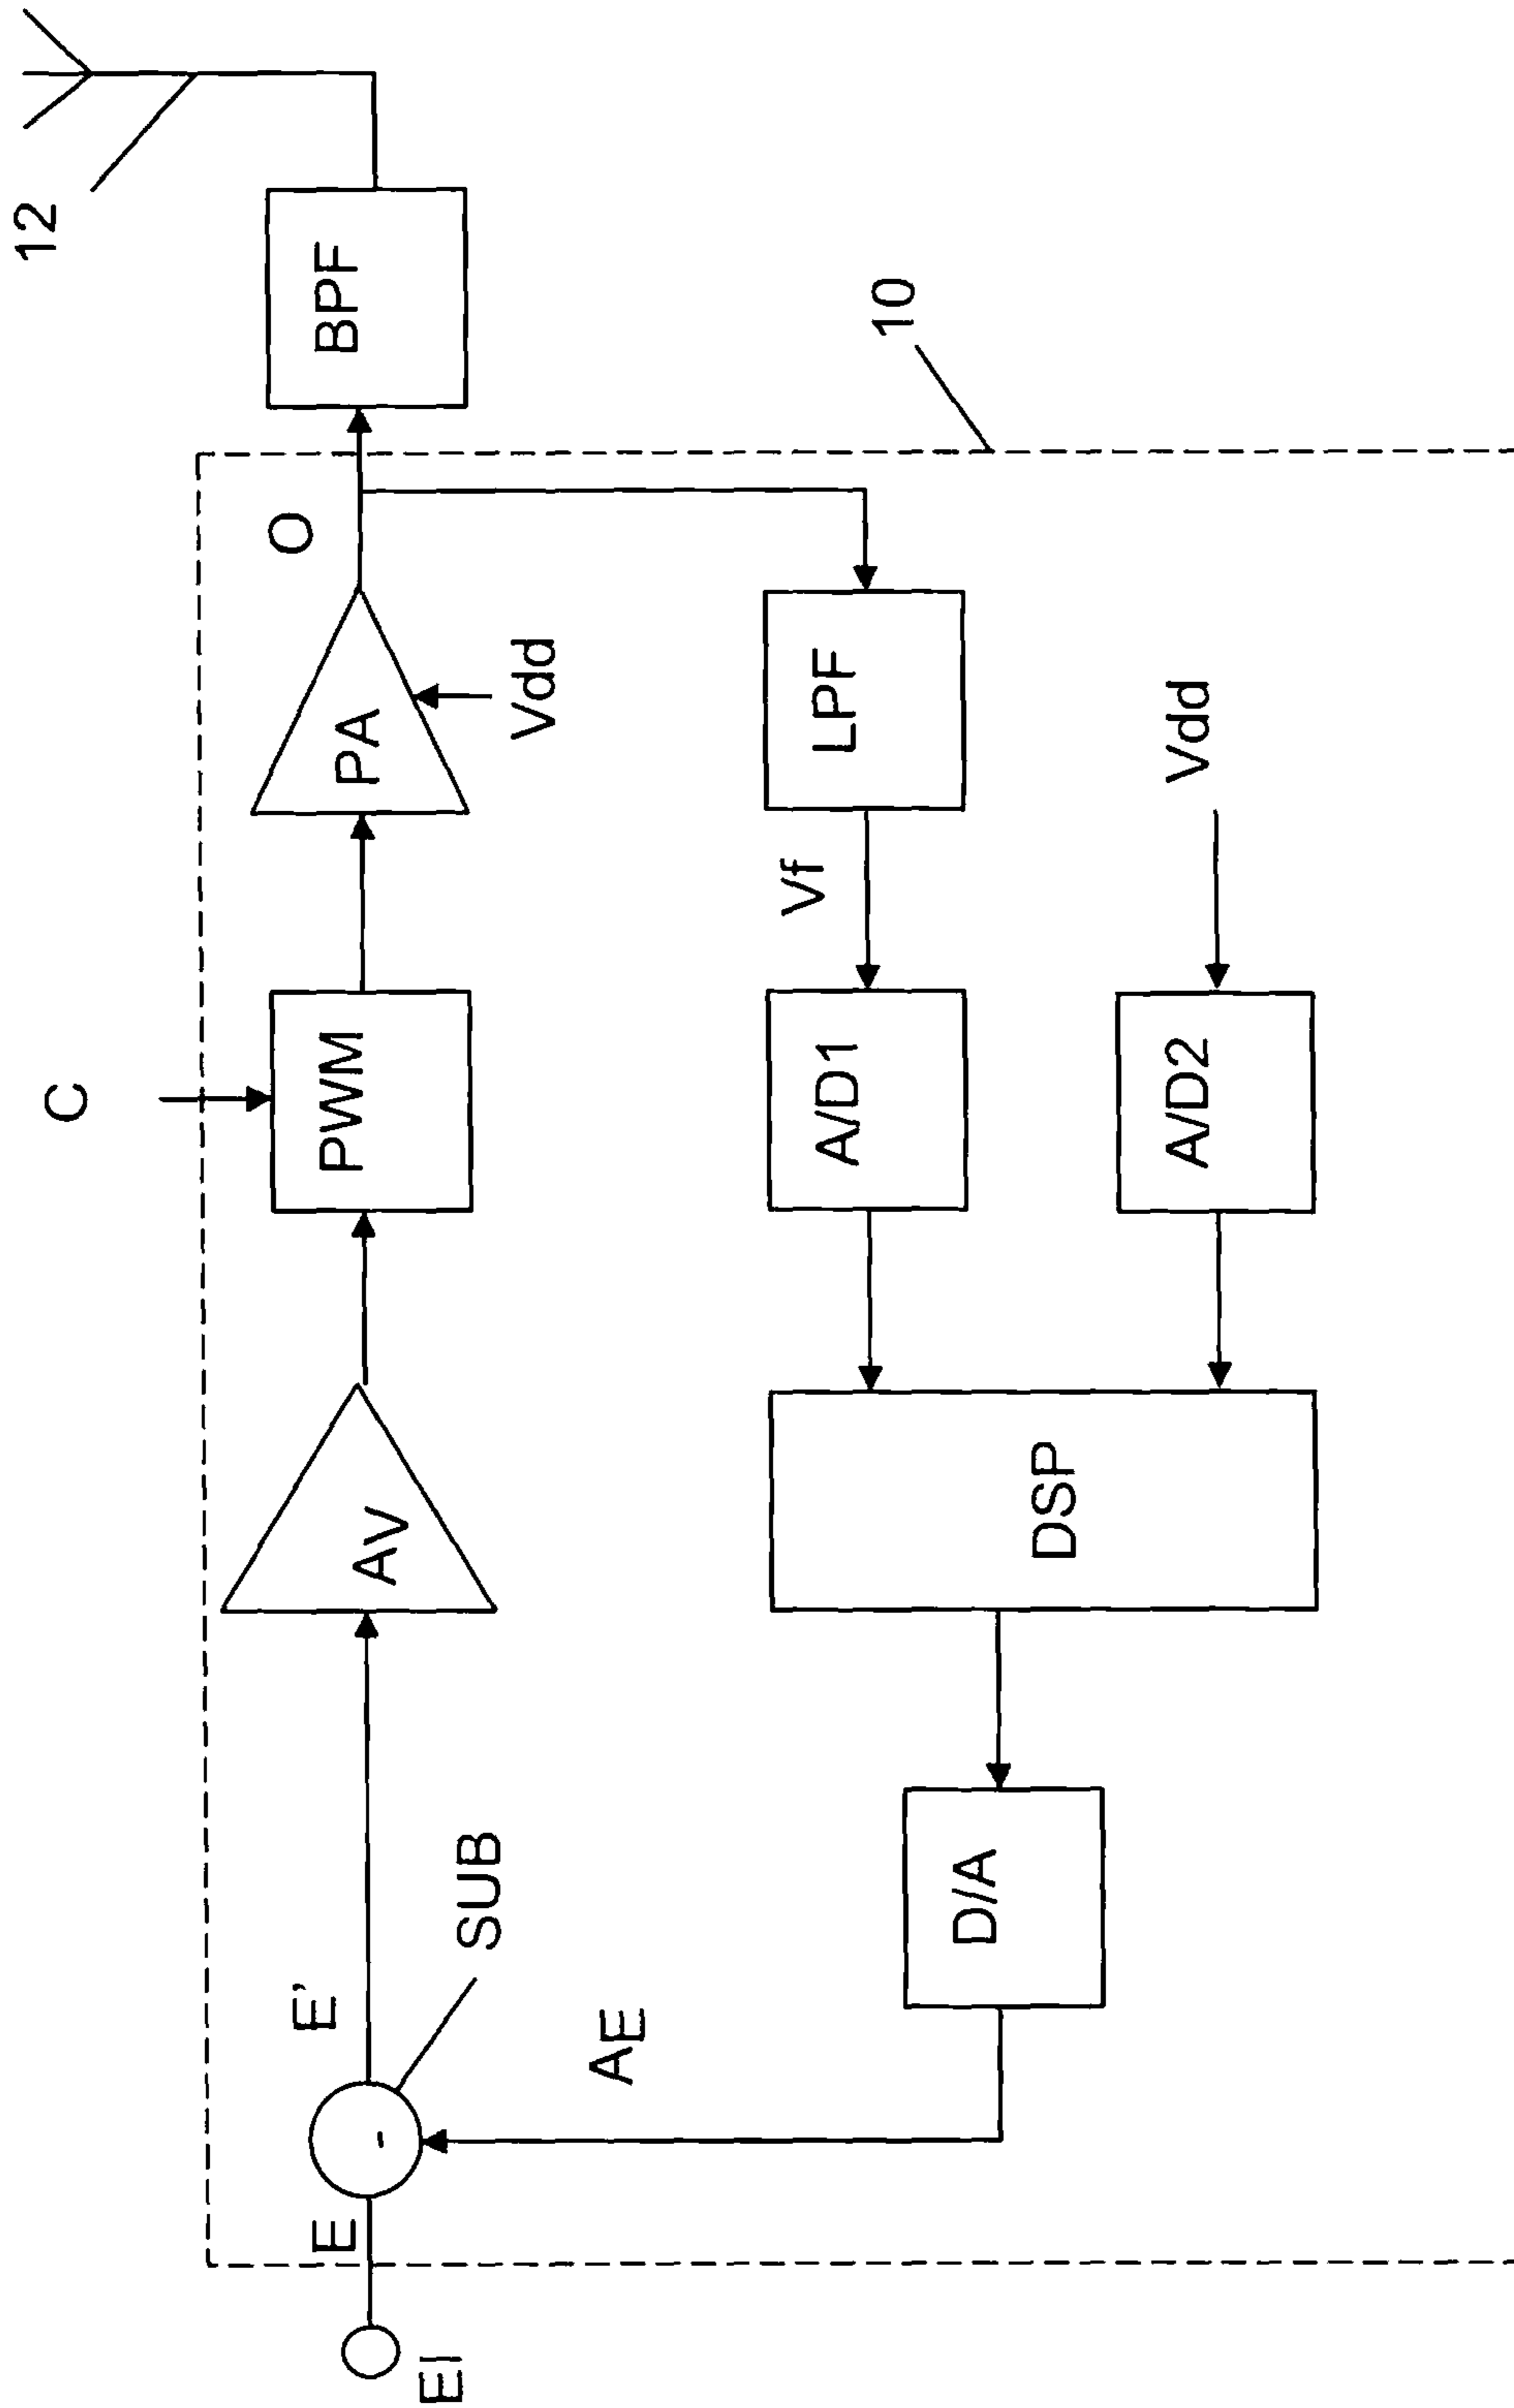 12
C
O
BPF
PWM
PA
AV
E'
E
EI
SUB
Vdd
10
AE
Vf
LPF
A/D1
Vdd
A/D2
DSP
D/A
-